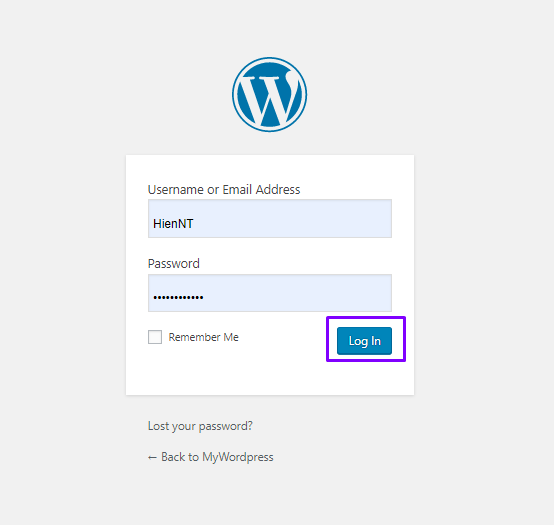 Username or Email Address
HienNT
Password
••••••••••••
Remember Me
Log In
Lost your password?
← Back to MyWordpress